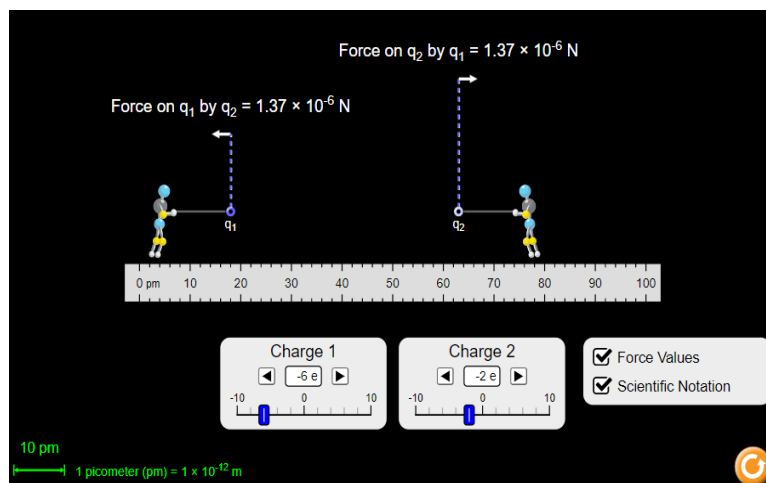 Force on q₂ by q₁ = 1.37 × 10⁻⁶ N
Force on q₁ by q₂ = 1.37 × 10⁻⁶ N
q₁
q₂
0 pm 10 20 30 40 50 60 70 80 90 100
Charge 1
-6 e
-10 0 10
Charge 2
-2 e
-10 0 10
Force Values
Scientific Notation
10 pm
1 picometer (pm) = 1 x 10⁻¹² m